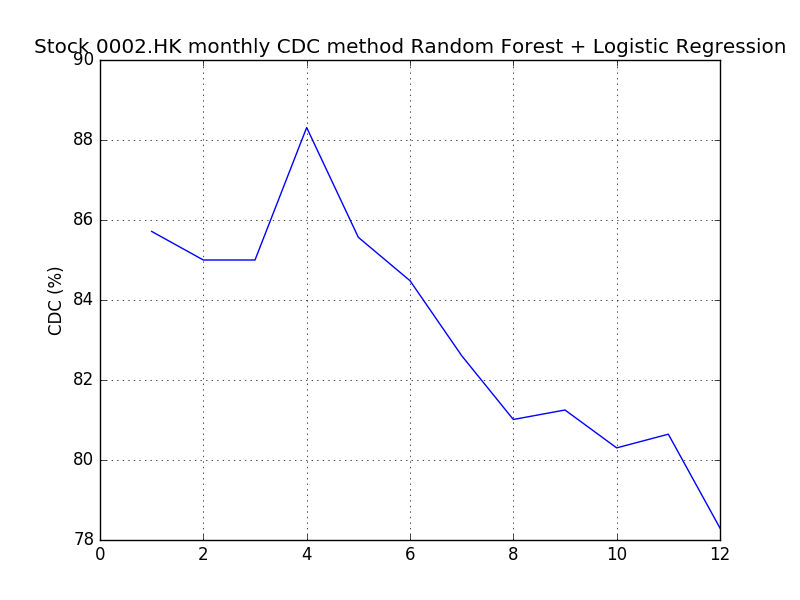 Stock 0002.HK monthly CDC method Random Forest + Logistic Regression
90
88
86
84
82
80
78
CDC (%)
0 2 4 6 8 10 12